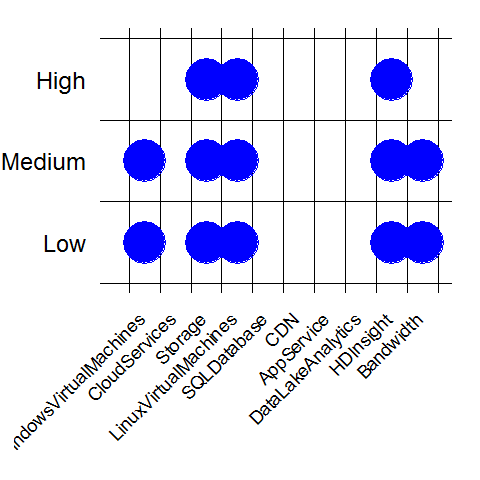 High
Medium
Low
ndowsVirtualMachines
CloudServices
Storage
LinuxVirtualMachines
SQLDatabase
CDN
AppService
DataLakeAnalytics
HDInsight
Bandwidth